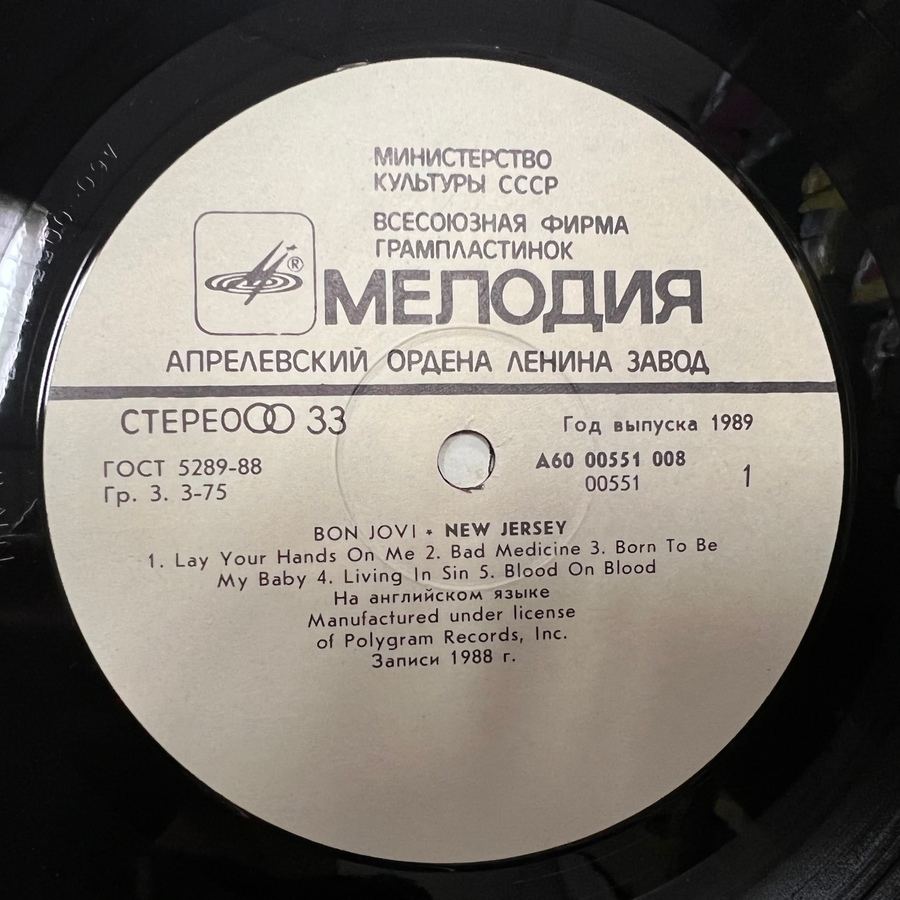 МИНИСТЕРСТВО
КУЛЬТУРЫ СССР
ВСЕСОЮЗНАЯ ФИРМА
ГРАМПЛАСТИНОК
®
МЕЛОДИЯ
АПРЕЛЕВСКИЙ ОРДЕНА ЛЕНИНА ЗАВОД
СТЕРЕО 33
Год выпуска 1989
ГОСТ 5289-88
А60 00551 008
Гр. 3. 3-75
00551
1
BON JOVI • NEW JERSEY
1. Lay Your Hands On Me 2. Bad Medicine 3. Born To Be
My Baby 4. Living In Sin 5. Blood On Blood
На английском языке
Manufactured under license
of Polygram Records, Inc.
Записи 1988 г.